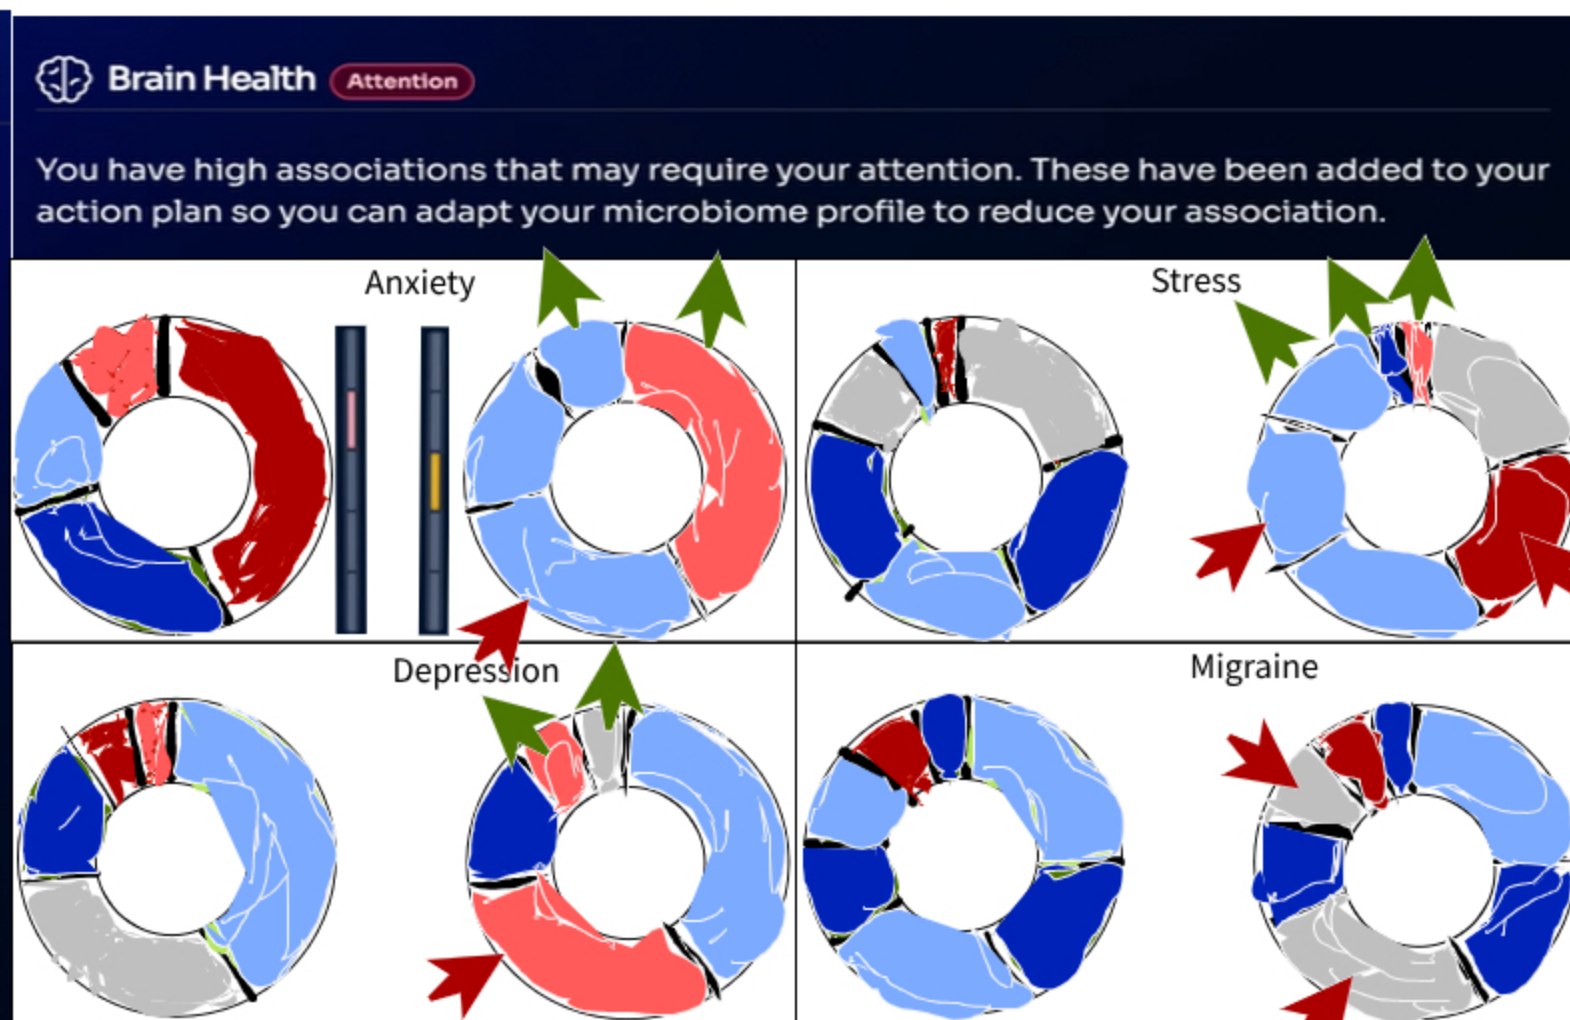 Brain Health Attention
You have high associations that may require your attention. These have been added to your
action plan so you can adapt your microbiome profile to reduce your association.
Anxiety
Stress
Depression
Migraine